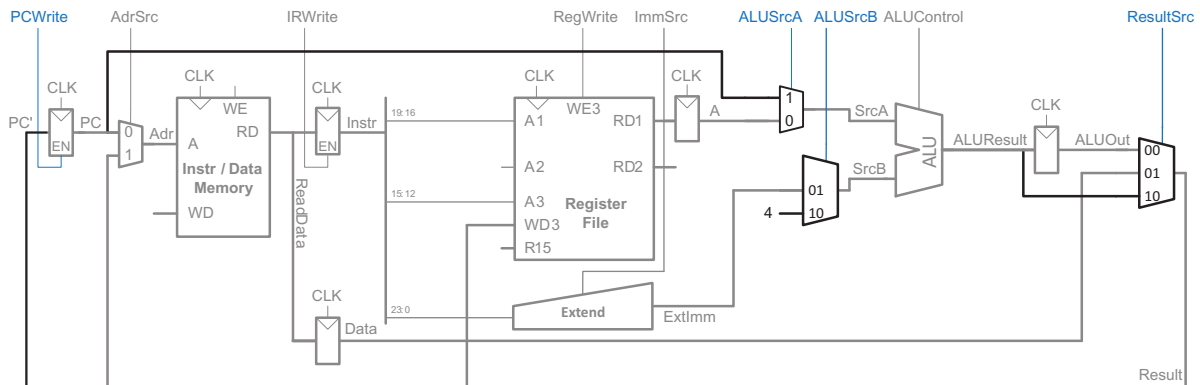 PCWrite AdrSrc IRWrite RegWrite ImmSrc ALUSrcA ALUSrcB ALUControl ResultSrc
CLK CLK CLK CLK CLK CLK
PC' PC EN
0 1 Adr
WE A RD
Instr / Data
Memory
WD
EN Instr
ReadData
19:16
15:12
23:0
WE3
A1 RD1
A2 RD2
A3
WD3
R15
Register
File
A
1
0
SrcA
01
10
4
SrcB
ALU
ALUResult
CLK
ALUOut
00
01
10
CLK
Data
Extend
ExtImm
Result